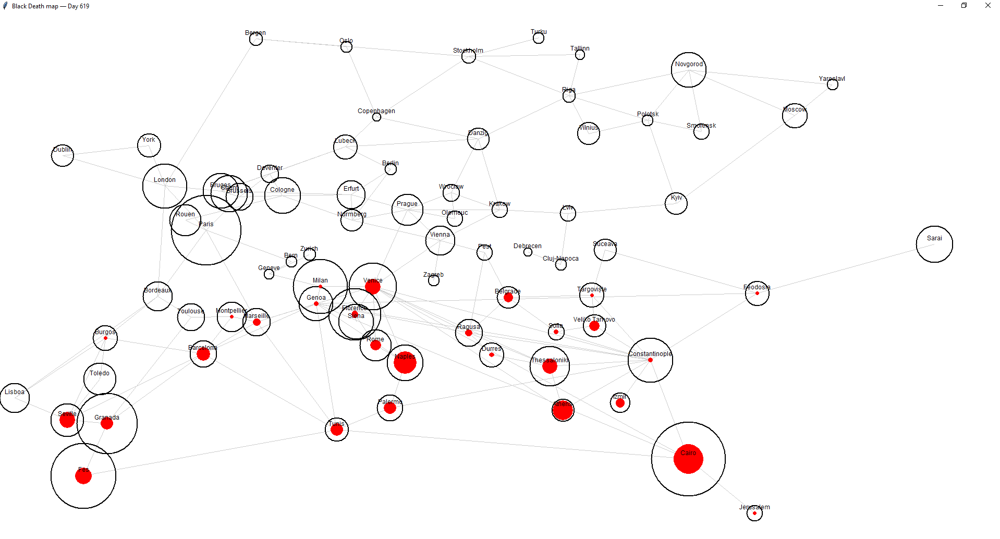 Black Death map — Day 619
Bergen
Turku
Oslo
Stockholm
Tallinn
Novgorod
Yaroslavl
Riga
Copenhagen
Polotsk
Moscow
Smolensk
Vilnius
Danzig
York
Lubeck
Dublin
Berlin
Deventer
London
Bruges
Ghent
Brussels
Cologne
Erfurt
Wrocław
Prague
Krakow
Kyiv
Lviv
Rouen
Nürmberg
Olomouc
Paris
Vienna
Sarai
Suceava
Pest
Debrecen
Zurich
Bern
Cluj-Napoca
Geneve
Zagreb
Milan
Venice
Feodosia
Targoviste
Bordeaux
Belgrade
Genoa
Florence
Siena
Toulouse
Montpellier
Marseille
Veliko Tarnovo
Sofia
Ragusa
Burgos
Rome
Barcelona
Durres
Constantinople
Naples
Thessaloniki
Toledo
Lisboa
Izmir
Palermo
Athens
Seville
Granada
Tunis
Cairo
Fes
Jerusalem